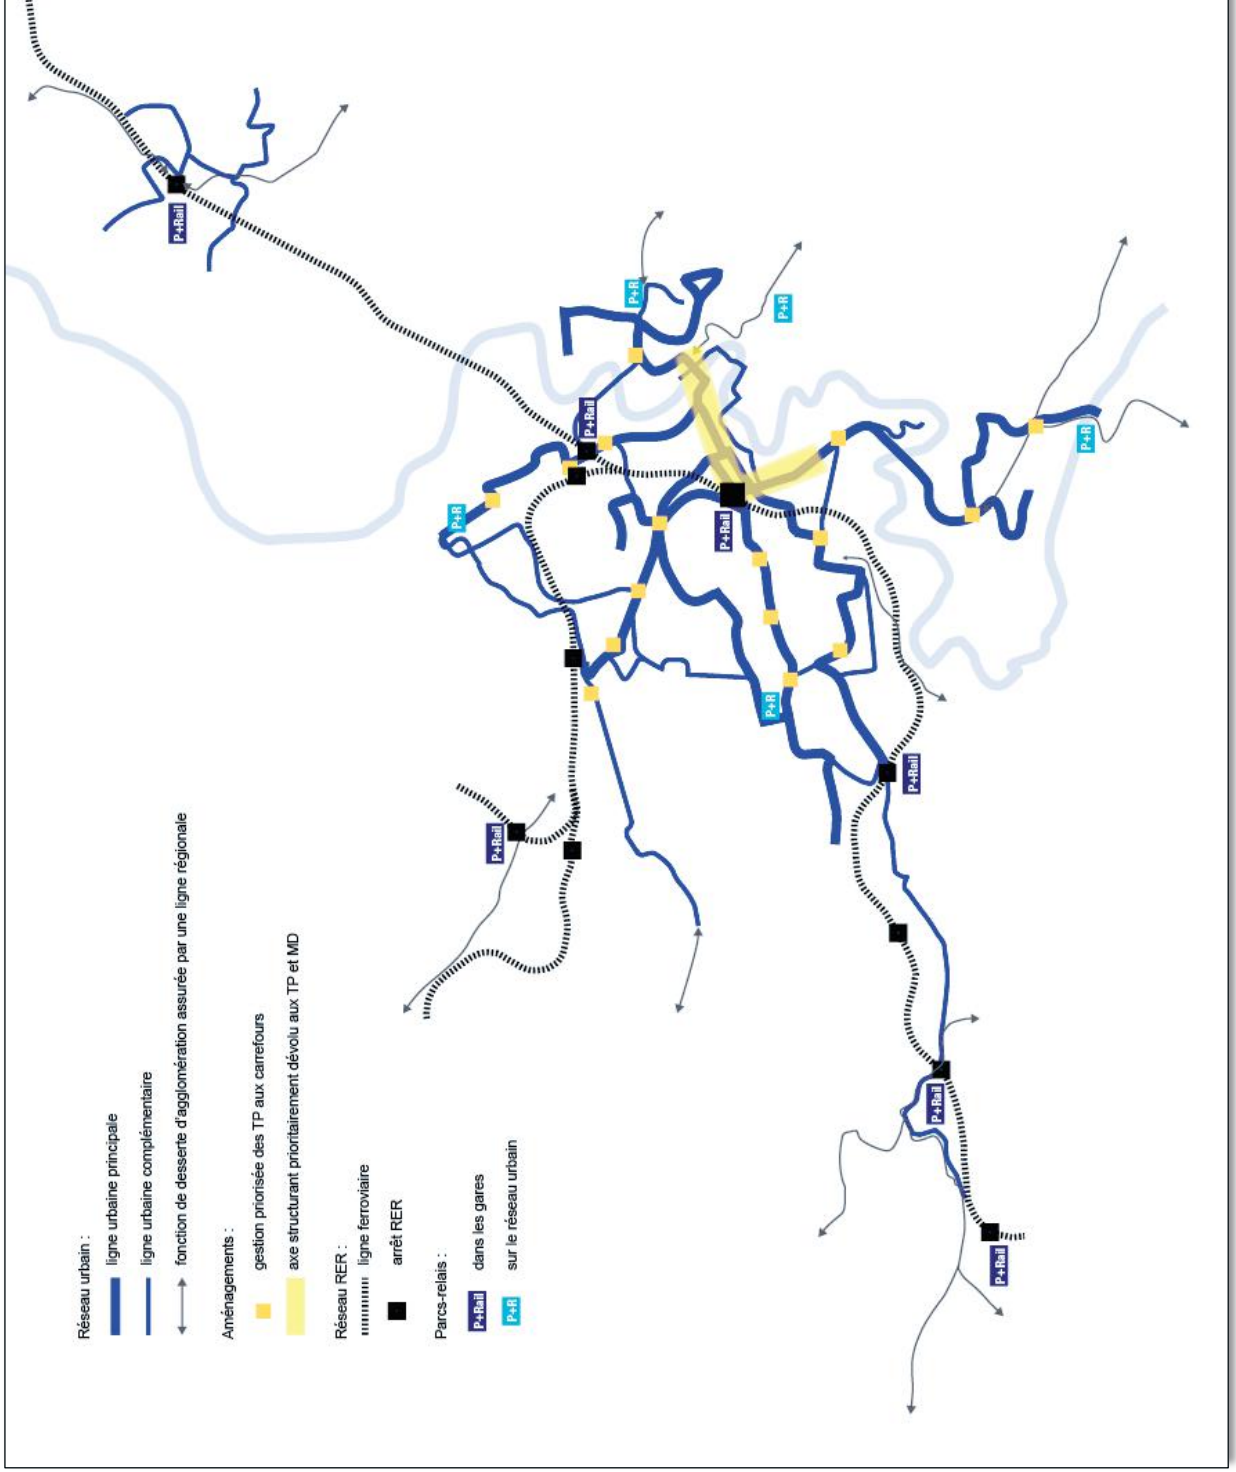 Réseau urbain :
ligne urbaine principale
ligne urbaine complémentaire
fonction de desserte d'agglomération assurée par une ligne régionale
Aménagements :
gestion priorisée des TP aux carrefours
axe structurant prioritairement dévolu aux TP et MD
Réseau RER :
ligne ferroviaire
arrêt RER
Parcs-relais :
P+Rail dans les gares
P+R sur le réseau urbain
P+Rail
P+R
P+Rail
P+R
P+R
P+Rail
P+Rail
P+R
P+R
P+Rail
P+Rail
P+Rail